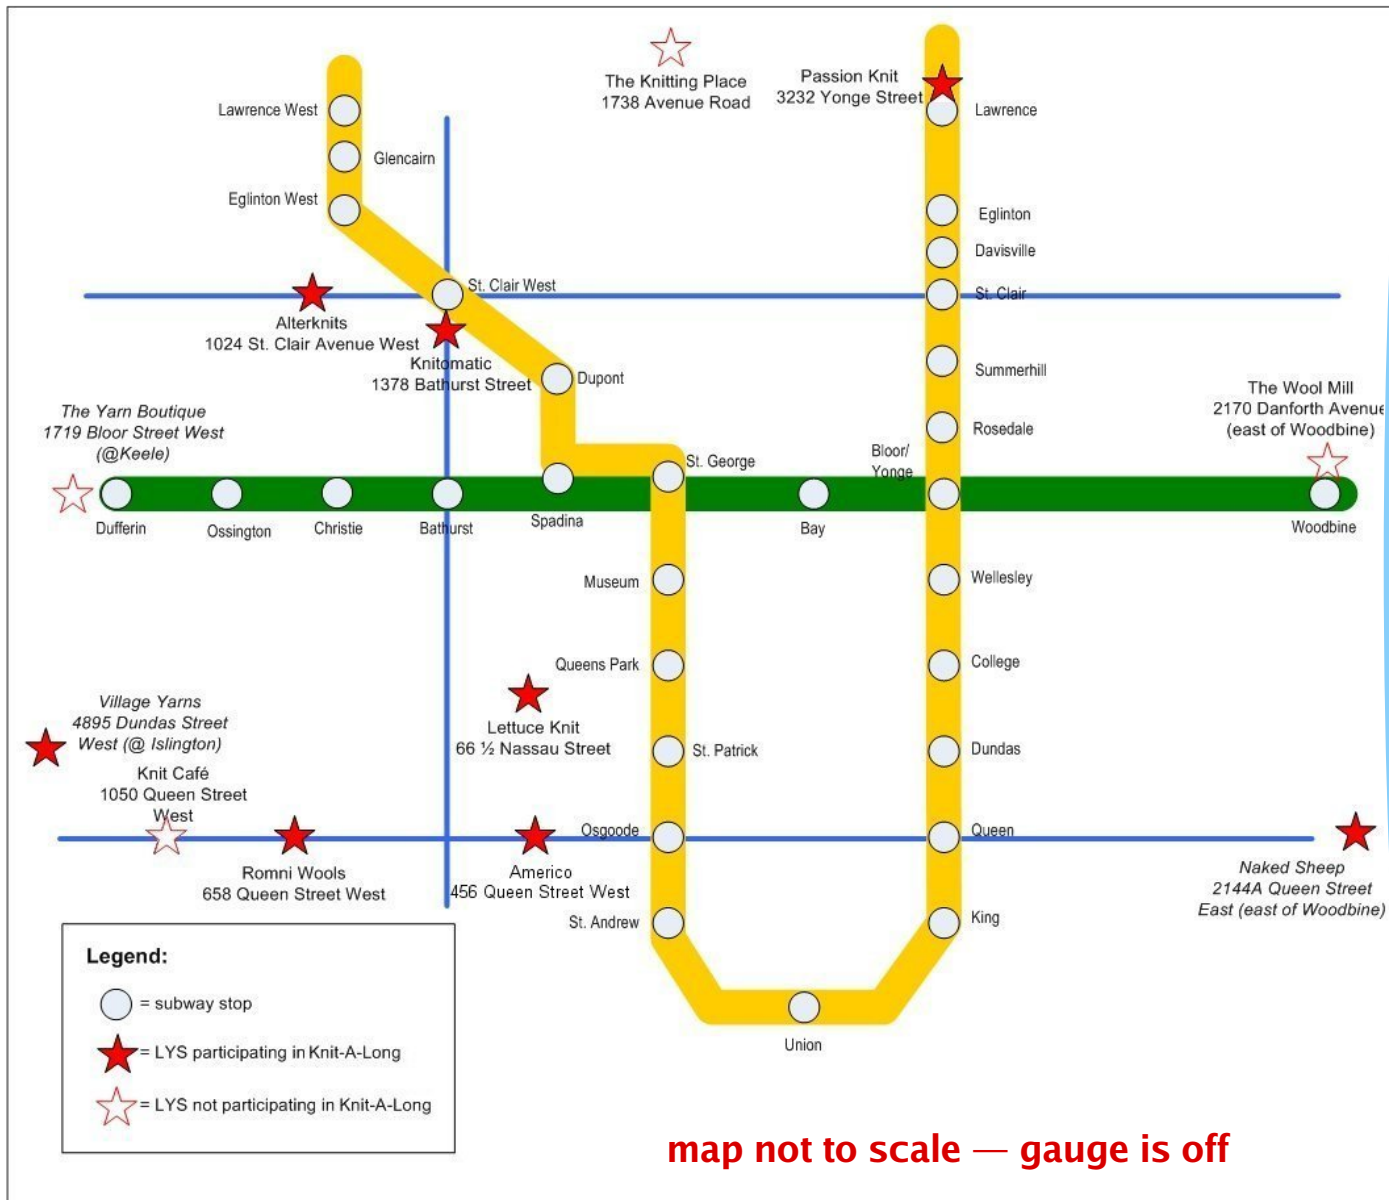 The Knitting Place
1738 Avenue Road
Passion Knit
3232 Yonge Street
Lawrence West
Lawrence
Glencairn
Eglinton West
Eglinton
Davisville
St. Clair West
St. Clair
Alterknits
1024 St. Clair Avenue West
Knitomatic
1378 Bathurst Street
Dupont
Summerhill
The Wool Mill
2170 Danforth Avenue
(east of Woodbine)
The Yarn Boutique
1719 Bloor Street West
(@Keele)
Rosedale
Bloor/
Yonge
St. George
Dufferin
Ossington
Christie
Bathurst
Spadina
Bay
Woodbine
Museum
Wellesley
Queens Park
College
Village Yarns
4895 Dundas Street
West (@ Islington)
Lettuce Knit
66 ½ Nassau Street
St. Patrick
Dundas
Knit Café
1050 Queen Street
West
Osgoode
Queen
Romni Wools
658 Queen Street West
Americo
456 Queen Street West
Naked Sheep
2144A Queen Street
East (east of Woodbine)
St. Andrew
King
Union
Legend:
= subway stop
= LYS participating in Knit-A-Long
= LYS not participating in Knit-A-Long
map not to scale — gauge is off